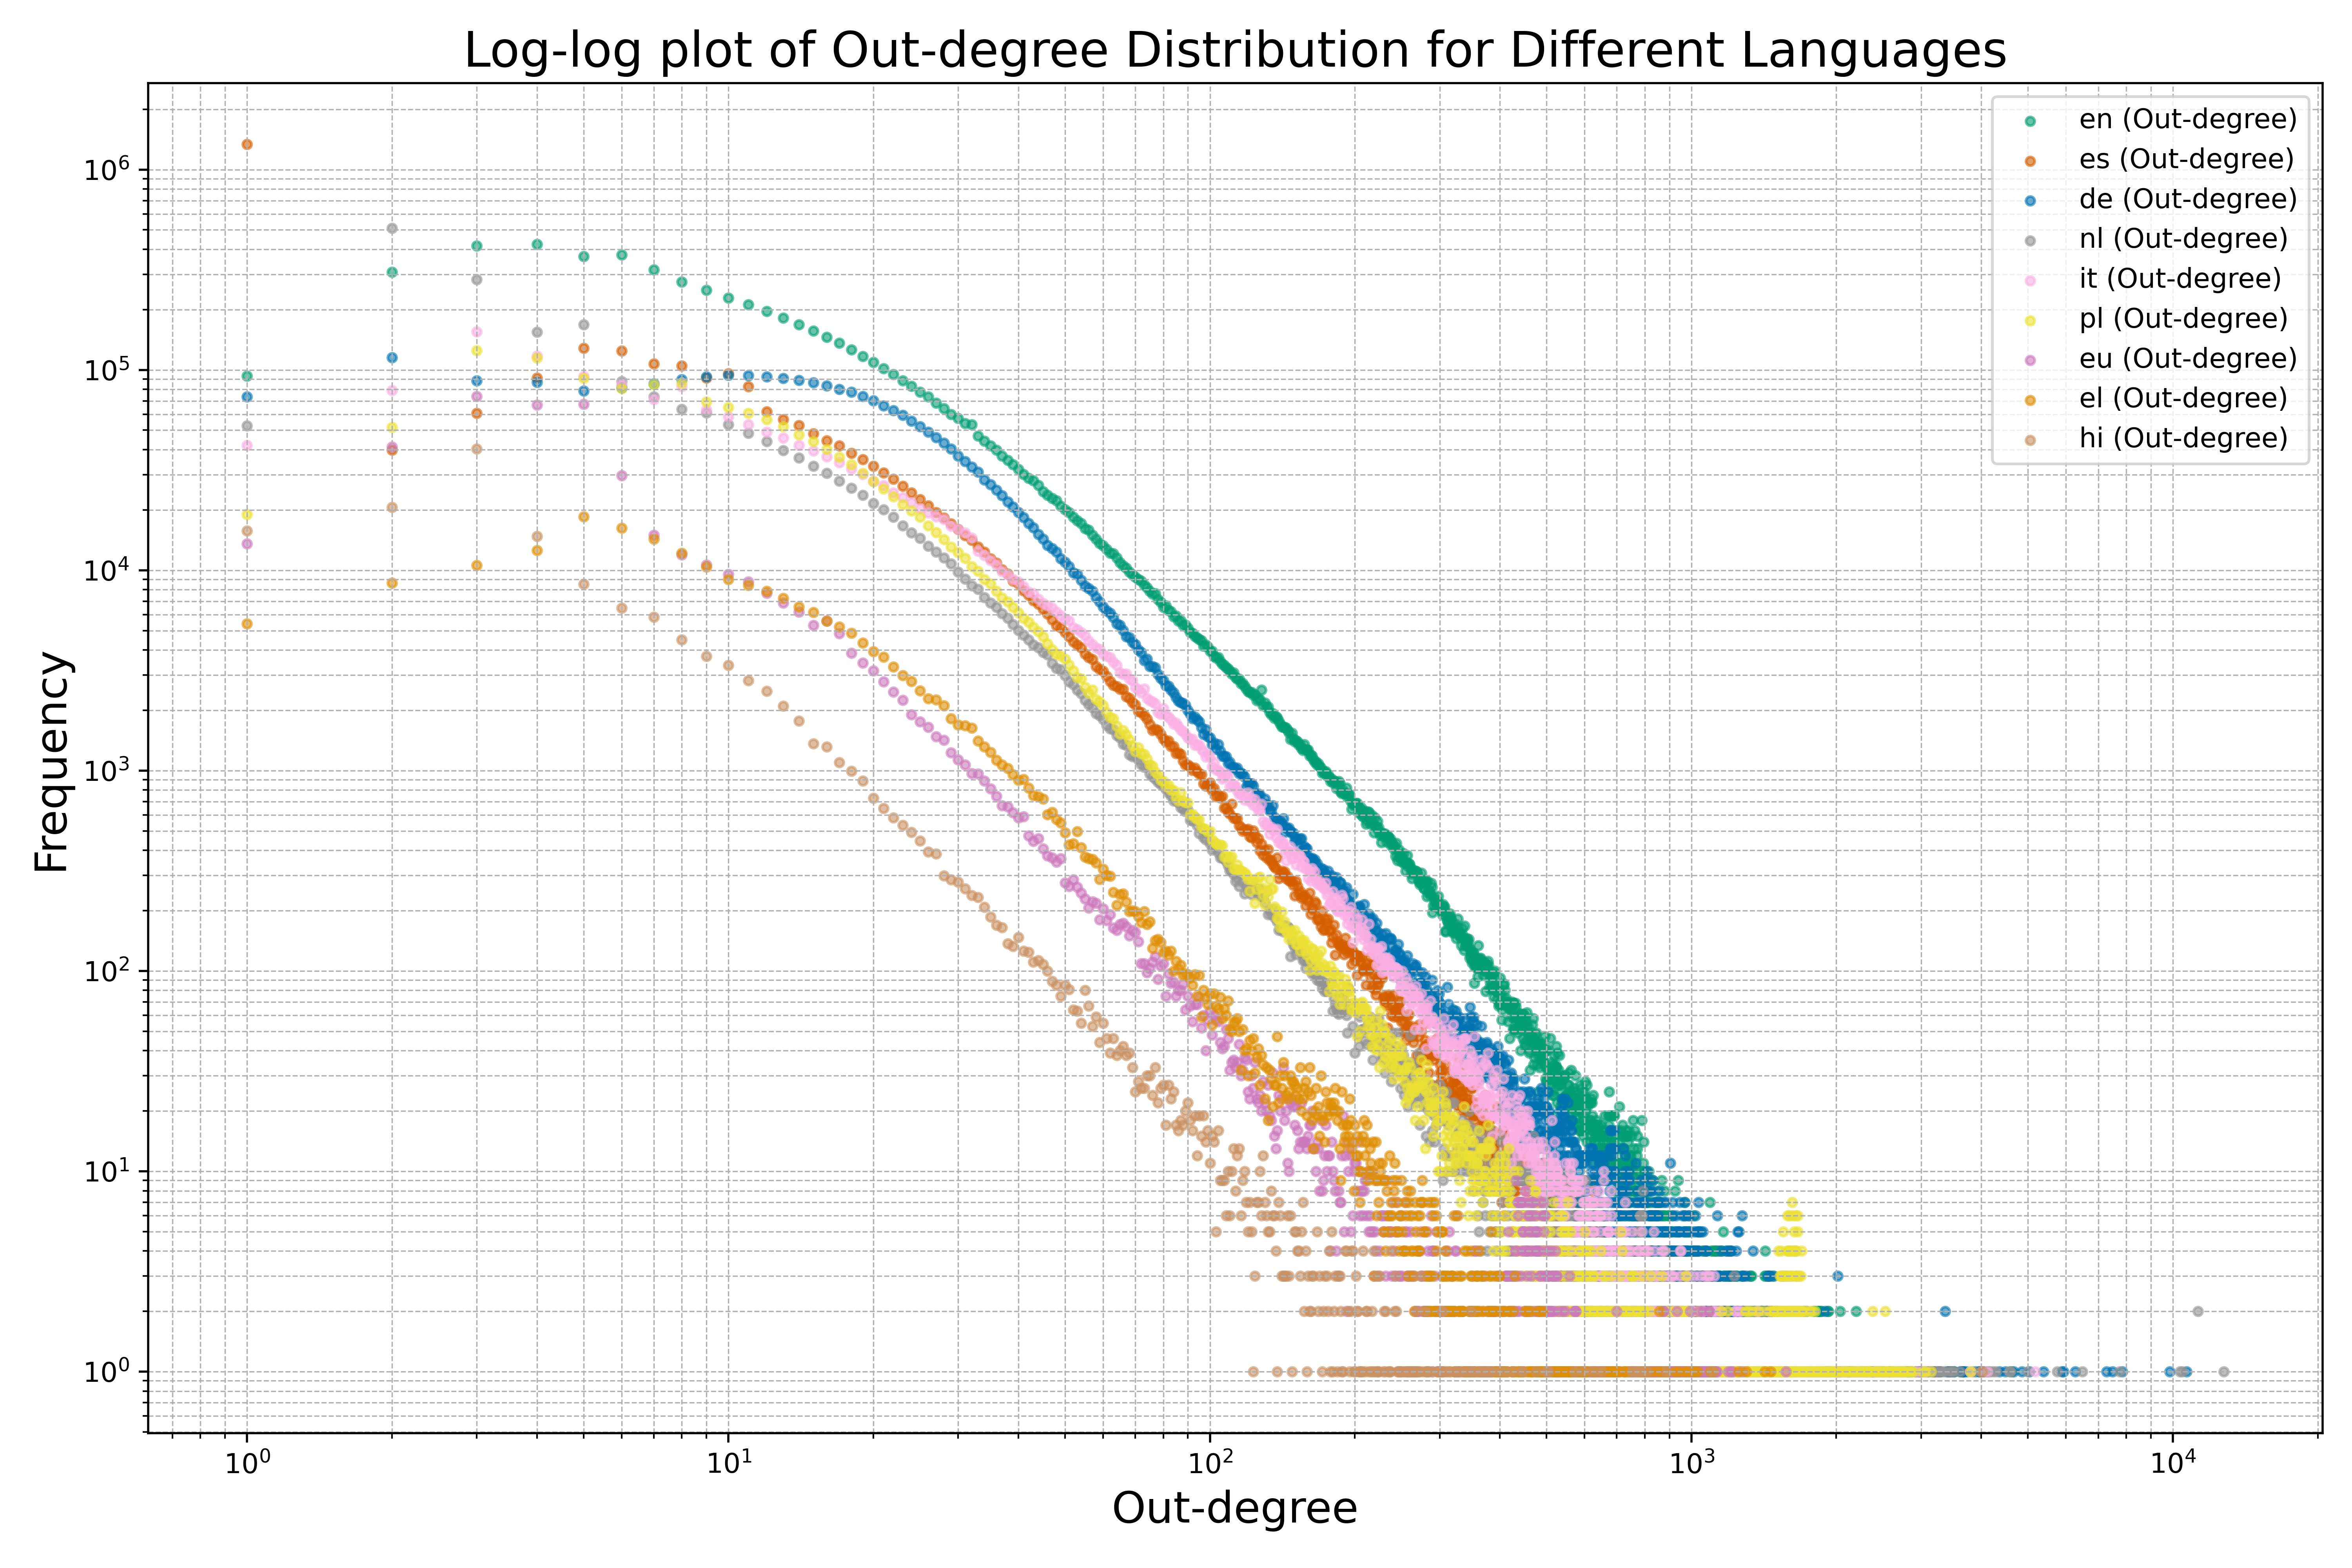 Log-log plot of Out-degree Distribution for Different Languages
en (Out-degree)
es (Out-degree)
de (Out-degree)
nl (Out-degree)
it (Out-degree)
pl (Out-degree)
eu (Out-degree)
el (Out-degree)
hi (Out-degree)
Frequency
10⁶
10⁵
10⁴
10³
10²
10¹
10⁰
10⁰ 10¹ 10² 10³ 10⁴
Out-degree